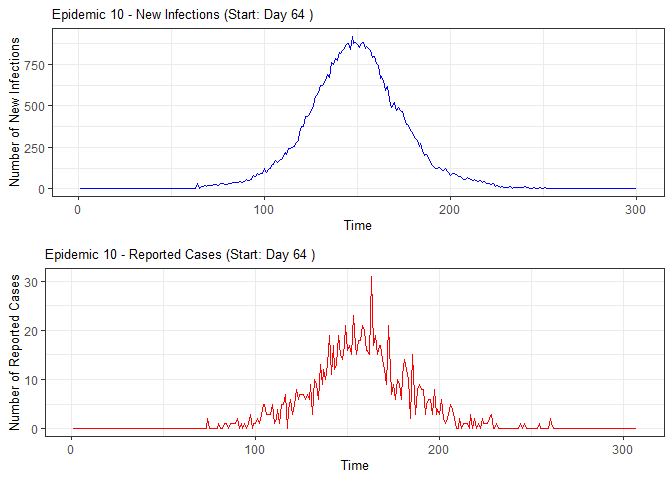 Epidemic 10 - New Infections (Start: Day 64 )
Number of New Infections
750
500
250
0
0 100 200 300
Time
Epidemic 10 - Reported Cases (Start: Day 64 )
Number of Reported Cases
30
20
10
0
0 100 200 300
Time